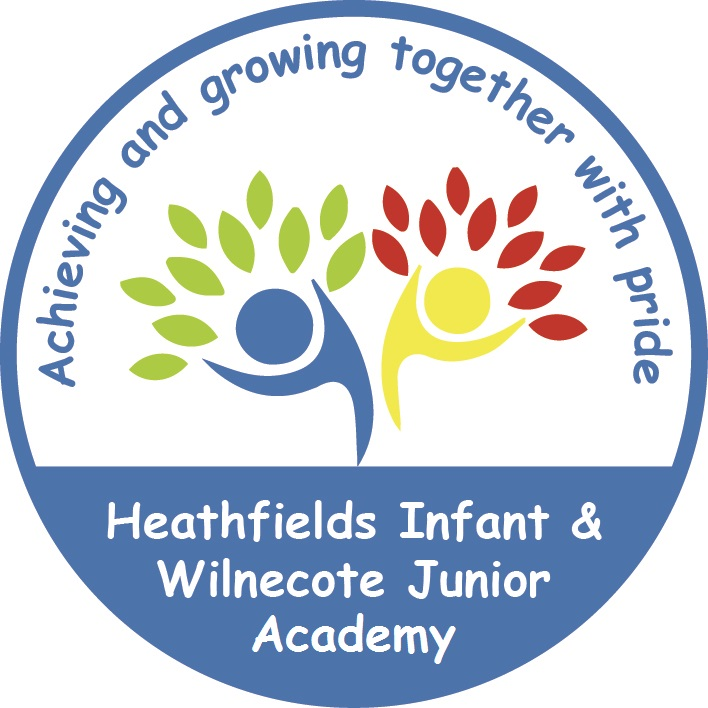 Achieving and growing together with pride
Heathfields Infant &
Wilnecote Junior
Academy